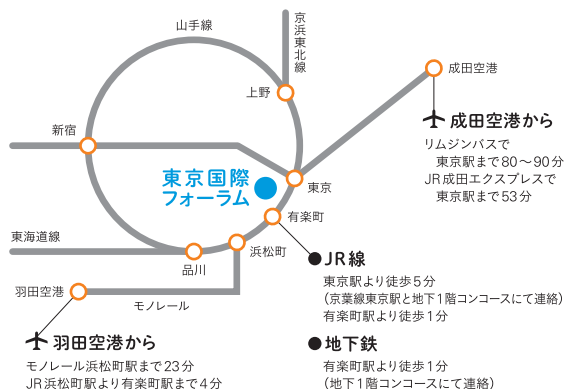 山手線
京浜東北線
上野
成田空港
成田空港から
リムジンバスで
東京駅まで80〜90分
JR成田エクスプレスで
東京駅まで53分
新宿
東京国際
フォーラム
東京
有楽町
東海道線
浜松町
品川
羽田空港
モノレール
羽田空港から
モノレール浜松町駅まで23分
JR浜松町駅より有楽町駅まで4分
●JR線
東京駅より徒歩5分
（京葉線東京駅と地下1階コンコースにて連絡）
有楽町駅より徒歩1分
●地下鉄
有楽町駅より徒歩1分
（地下1階コンコースにて連絡）